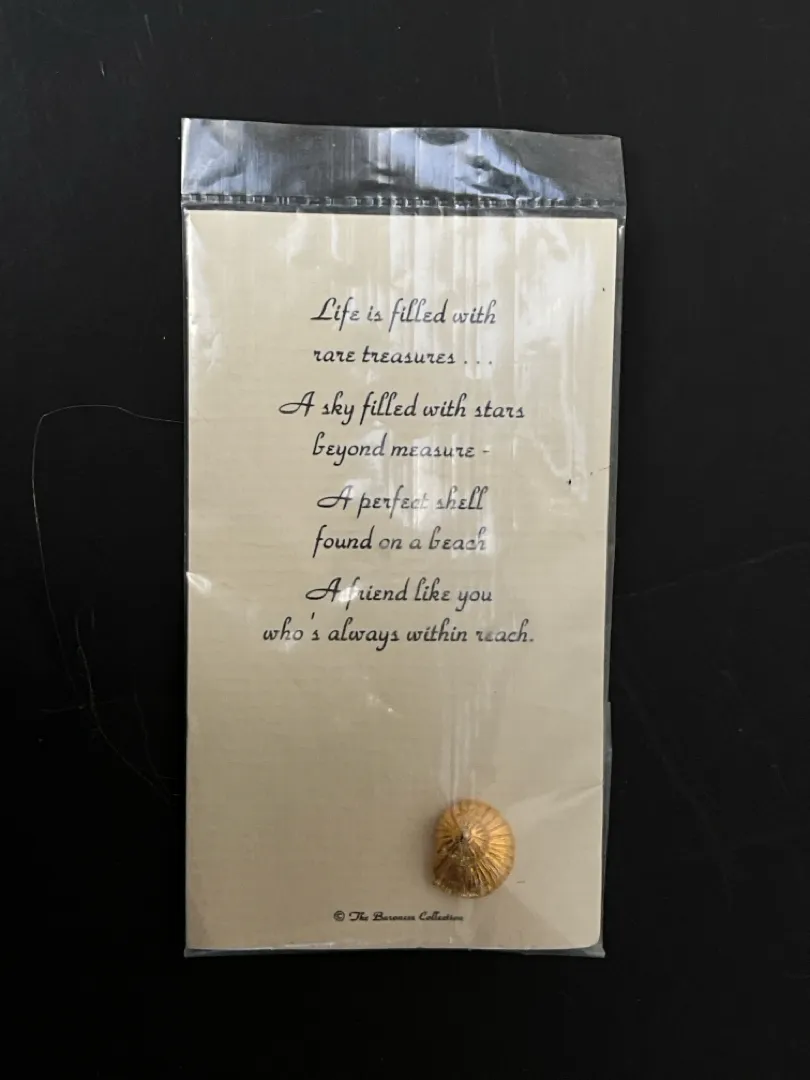 Life is filled with
rare treasures . . .
A sky filled with stars
beyond measure -
A perfect shell
found on a beach
A friend like you
who's always within reach.
© The Baroness Collection